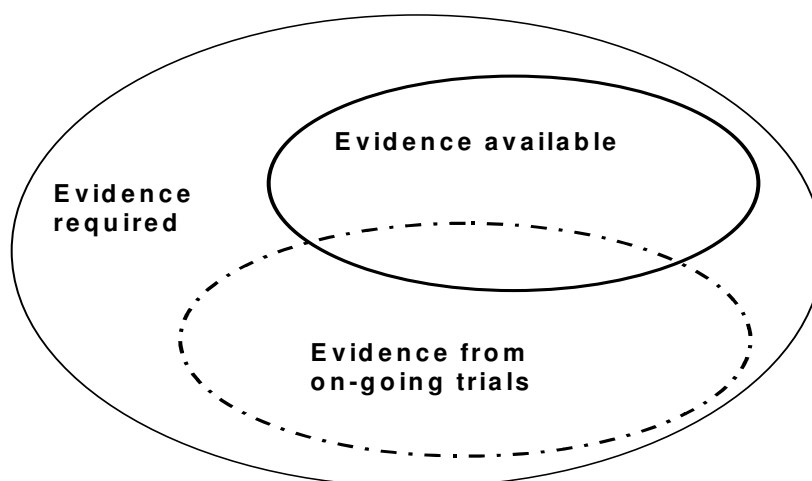 Evidence available
Evidence
required
Evidence from
on-going trials